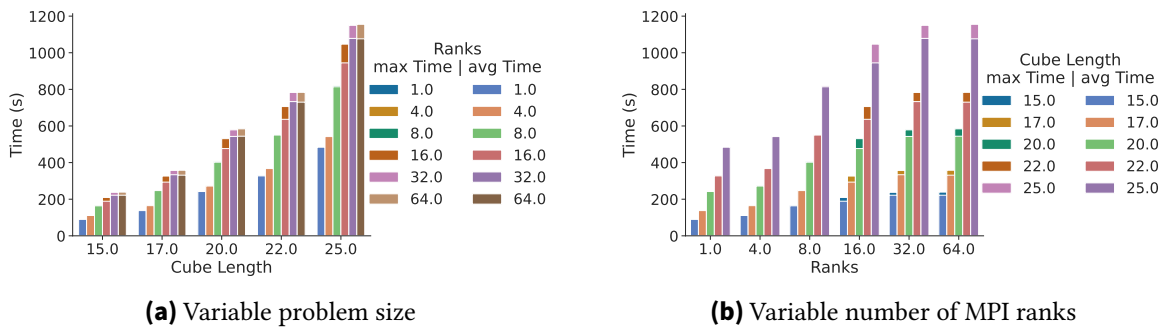 1200
1000
800
600
400
200
0
Time (s)
15.0 17.0 20.0 22.0 25.0
Cube Length
Ranks
max Time | avg Time
1.0 1.0
4.0 4.0
8.0 8.0
16.0 16.0
32.0 32.0
64.0 64.0
(a) Variable problem size
1200
1000
800
600
400
200
0
Time (s)
1.0 4.0 8.0 16.0 32.0 64.0
Ranks
Cube Length
max Time | avg Time
15.0 15.0
17.0 17.0
20.0 20.0
22.0 22.0
25.0 25.0
(b) Variable number of MPI ranks